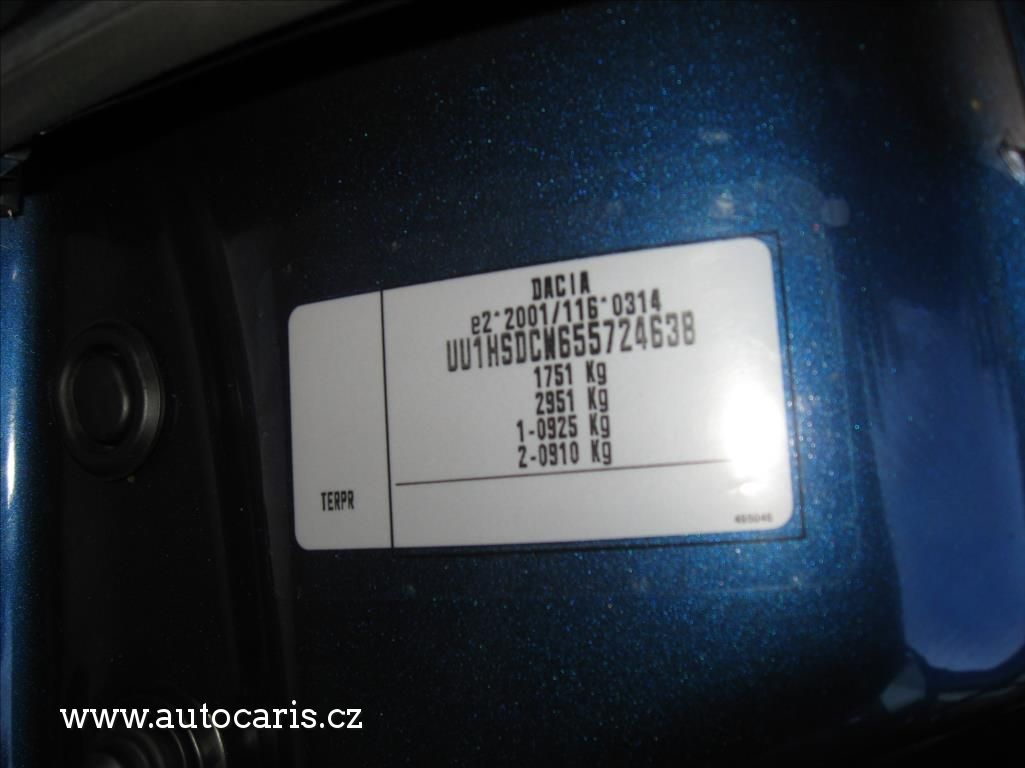 DACIA
e2*2001/116*0314
UU1HSDCW655724638
1751 Kg
2951 Kg
1-0925 Kg
2-0910 Kg
TERPR
465046
www.autocaris.cz